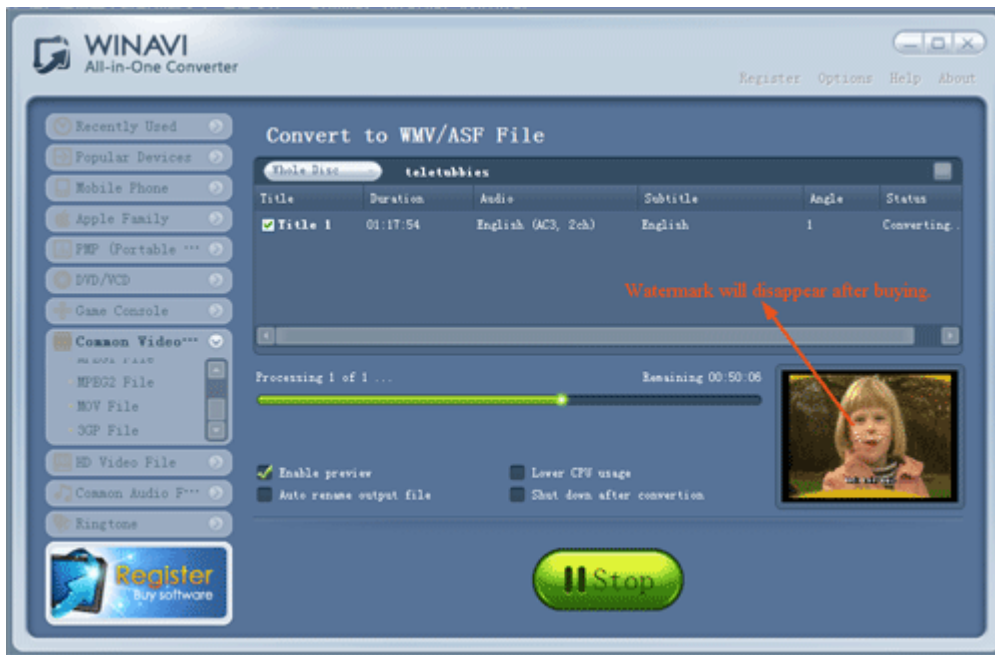 WINAVI
All-in-One Converter
Register Options Help About
Recently Used
Popular Devices
Mobile Phone
Apple Family
PMP (Portable ...
DVD/VCD
Game Console
Common Video...
MPEG2 File
MOV File
3GP File
HD Video File
Common Audio F...
Ringtone
Register
Buy software
Convert to WMV/ASF File
Whole Disc teletubbies
Title Duration Audio Subtitle Angle Status
Title 1 01:17:54 English (AC3, 2ch) English 1 Converting..
Watermark will disappear after buying.
Processing 1 of 1 ... Remaining 00:50:06
Enable preview Lower CPU usage
Auto rename output file Shut down after convertion
Stop